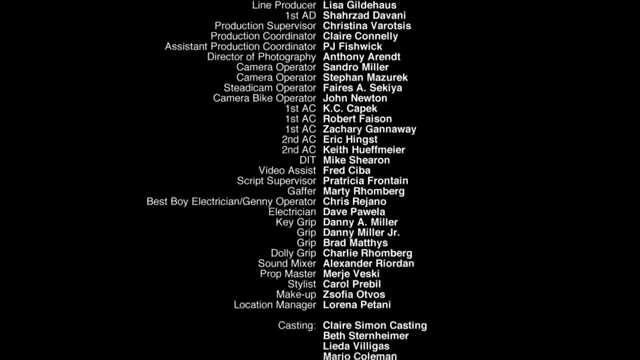 Line Producer Lisa Gildehaus
1st AD Shahrzad Davani
Production Supervisor Christina Varotsis
Production Coordinator Claire Connelly
Assistant Production Coordinator PJ Fishwick
Director of Photography Anthony Arendt
Camera Operator Sandro Miller
Camera Operator Stephan Mazurek
Steadicam Operator Faires A. Sekiya
Camera Bike Operator John Newton
1st AC K.C. Capek
1st AC Robert Faison
1st AC Zachary Gannaway
2nd AC Eric Hingst
2nd AC Keith Hueffmeier
DIT Mike Shearon
Video Assist Fred Ciba
Script Supervisor Pratricia Frontain
Gaffer Marty Rhomberg
Best Boy Electrician/Genny Operator Chris Rejano
Electrician Dave Pawela
Key Grip Danny A. Miller
Grip Danny Miller Jr.
Grip Brad Matthys
Dolly Grip Charlie Rhomberg
Sound Mixer Alexander Riordan
Prop Master Merje Veski
Stylist Carol Prebil
Make-up Zsofia Otvos
Location Manager Lorena Petani
Casting: Claire Simon Casting
Beth Sternheimer
Lieda Villigas
Mario Coleman